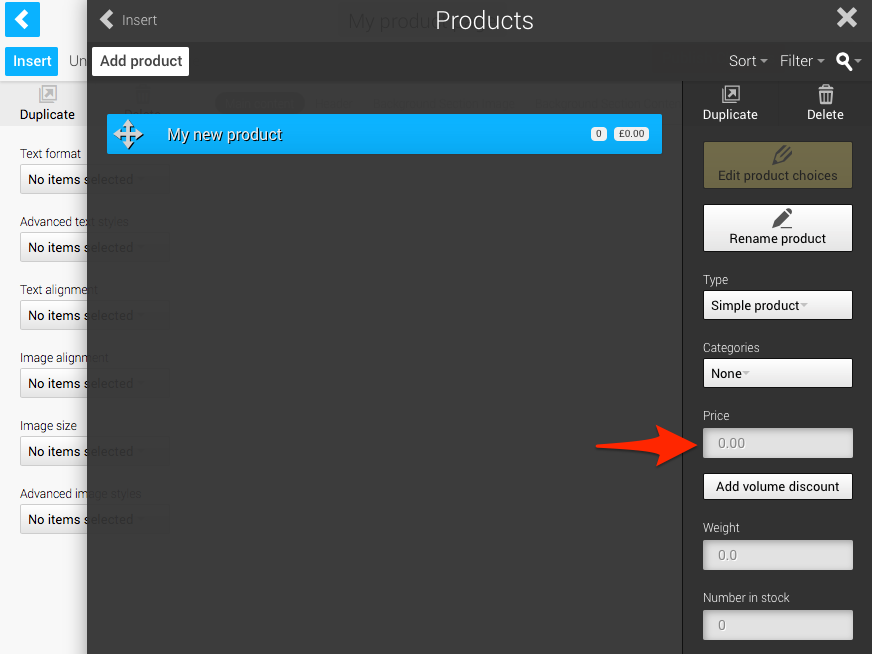 Insert
My produ
Products
Insert
Un
Add product
Sort
Filter
Duplicate
Duplicate
Delete
My new product
0
£0.00
Text format
No items selected
Edit product choices
Advanced text styles
No items selected
Rename product
Text alignment
No items selected
Type
Simple product
Image alignment
No items selected
Categories
None
Image size
No items selected
Price
0.00
Advanced image styles
No items selected
Add volume discount
Weight
0.0
Number in stock
0